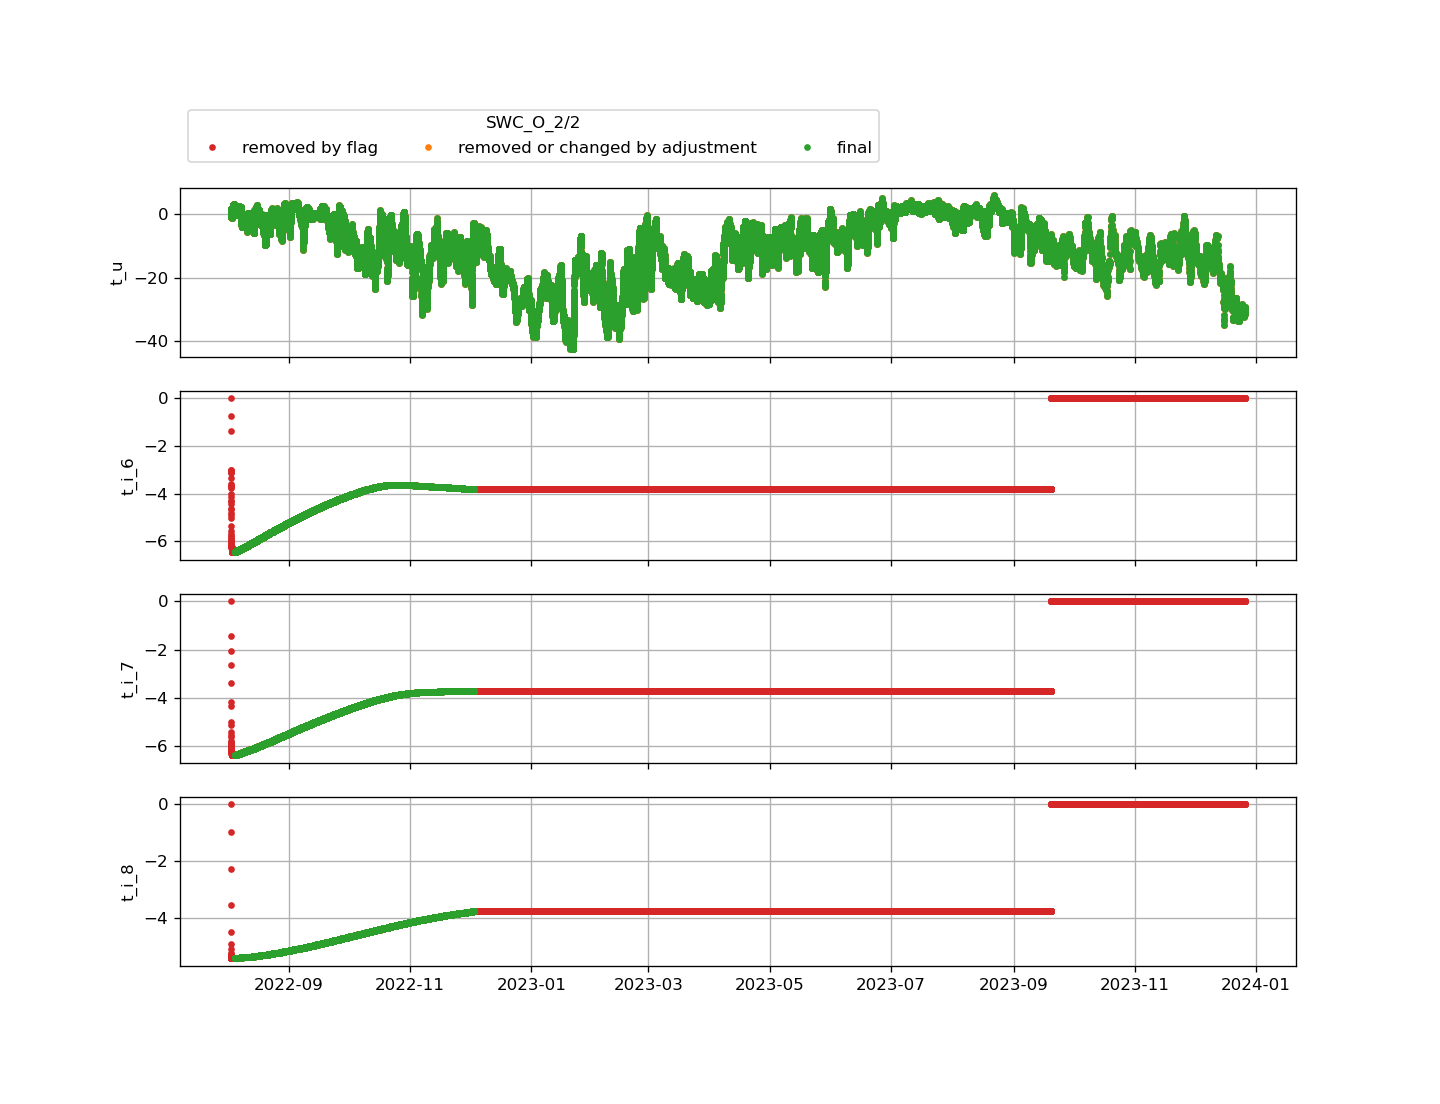 SWC_O_2/2
removed by flag
removed or changed by adjustment
final
0
−20
−40
t_u
0
−2
−4
−6
t_i_6
0
−2
−4
−6
t_i_7
0
−2
−4
t_i_8
2022-09 2022-11 2023-01 2023-03 2023-05 2023-07 2023-09 2023-11 2024-01